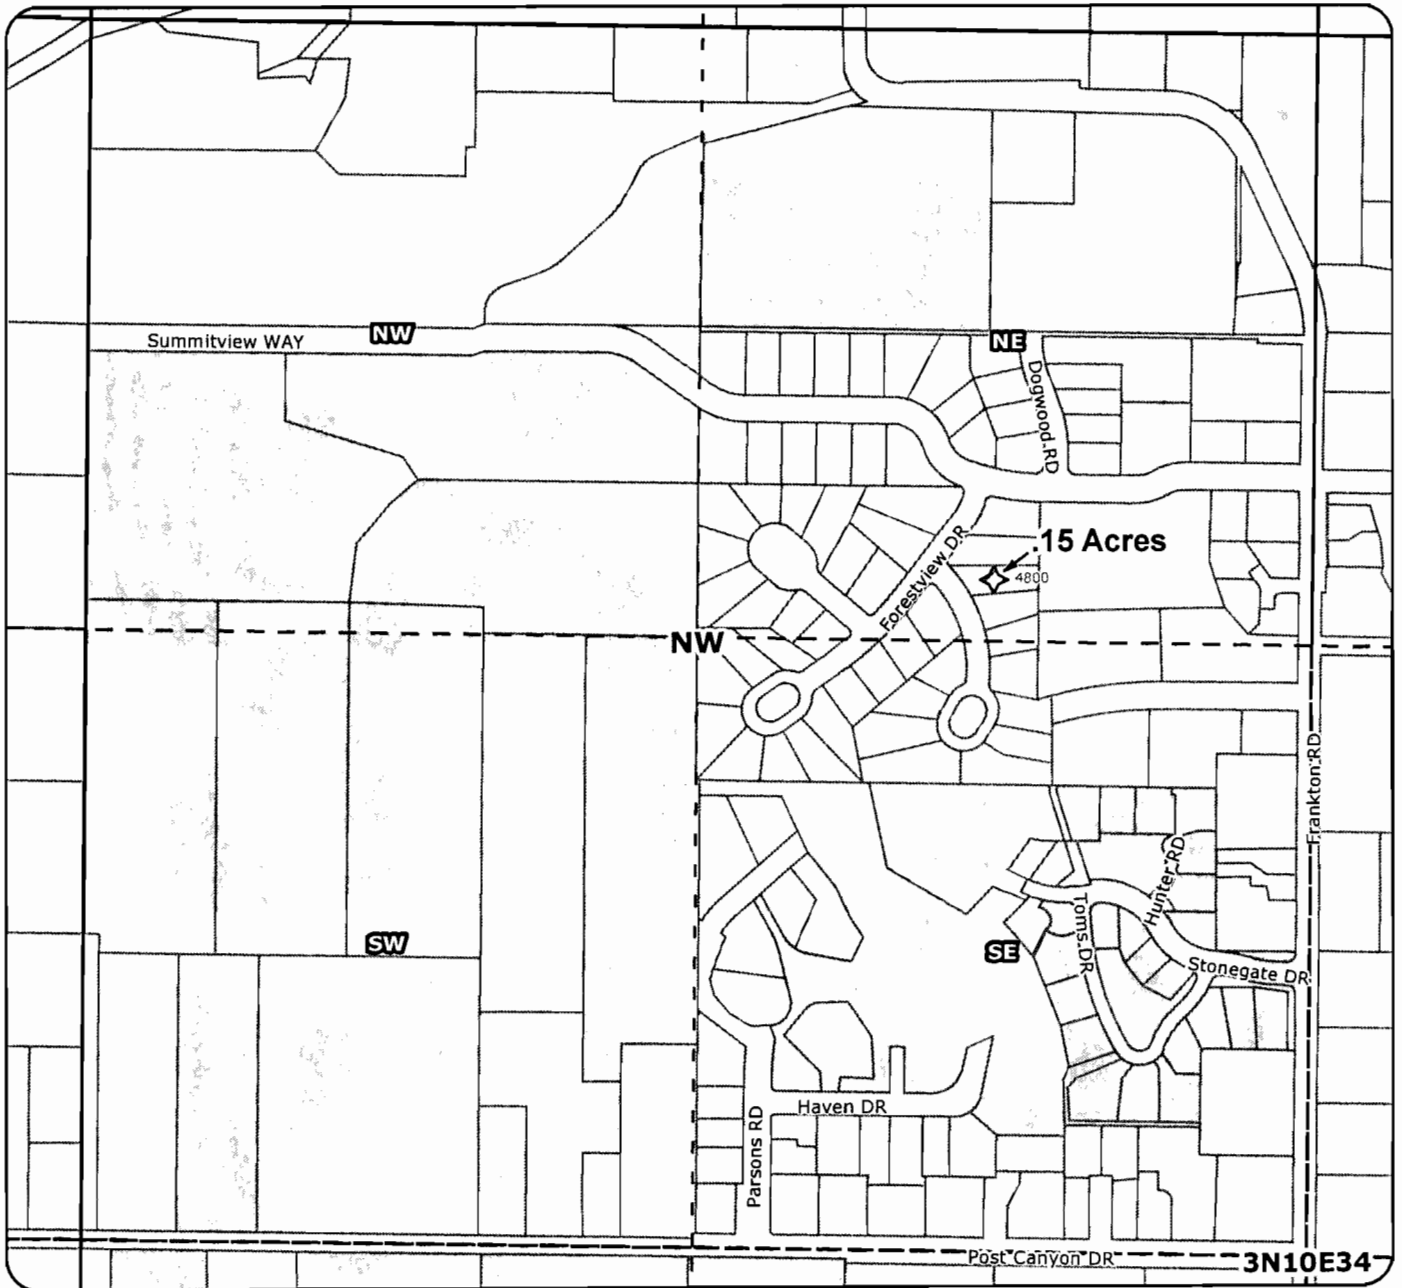 Summitview WAY
NW
NE
Dogwood RD
.15 Acres
4800
Forestview DR
NW
Frankton RD
Hunter RD
Toms DR
SW
SE
Stonegate DR
Haven DR
Parsons RD
Post Canyon DR
3N10E34